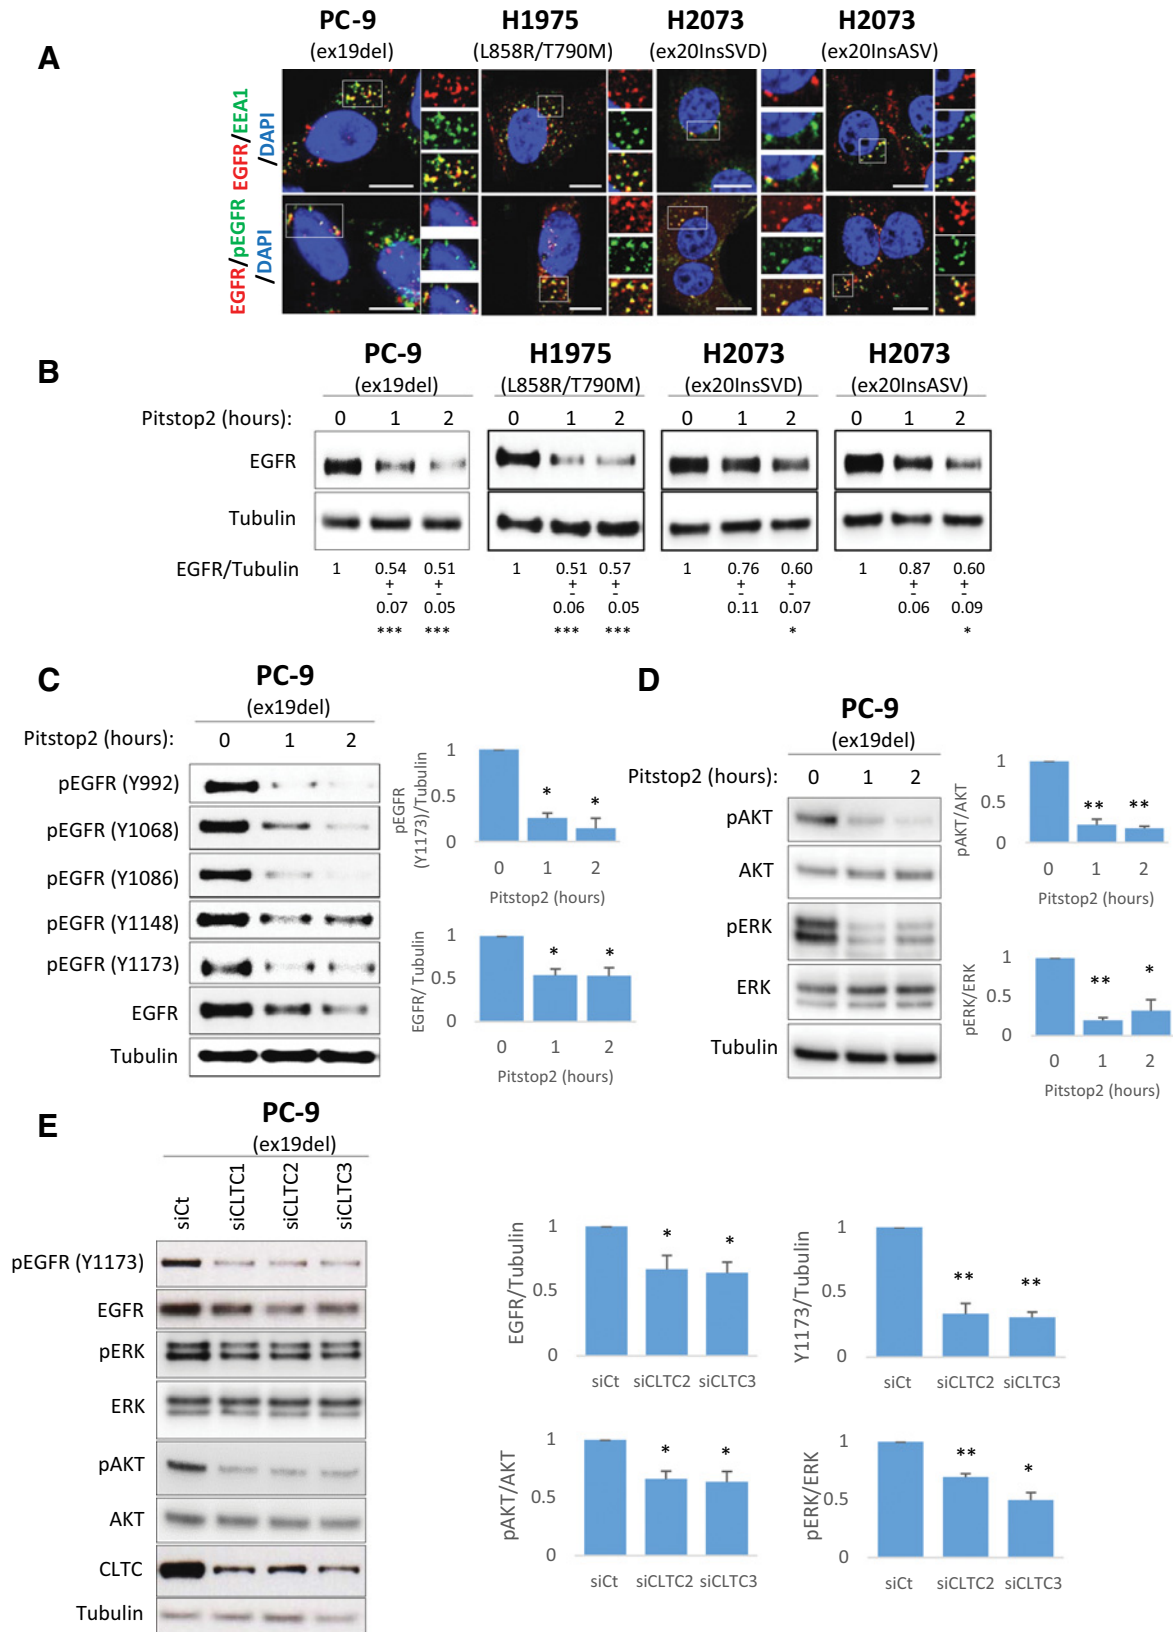 A
PC-9 H1975 H2073 H2073
(ex19del) (L858R/T790M) (ex20InsSVD) (ex20InsASV)
EGFR/EEA1
/DAPI
EGFR/pEGFR
/DAPI
B
PC-9 H1975 H2073 H2073
(ex19del) (L858R/T790M) (ex20InsSVD) (ex20InsASV)
Pitstop2 (hours): 0 1 2 0 1 2 0 1 2 0 1 2
EGFR
Tubulin
EGFR/Tubulin 1 0.54 0.51 1 0.51 0.57 1 0.76 0.60 1 0.87 0.60
+ + + + + + + +
- - - - - - - -
0.07 0.05 0.06 0.05 0.11 0.07 0.06 0.09
*** *** *** *** * *
C
PC-9
(ex19del)
Pitstop2 (hours): 0 1 2
pEGFR (Y992)
pEGFR (Y1068)
pEGFR (Y1086)
pEGFR (Y1148)
pEGFR (Y1173)
EGFR
Tubulin
pEGFR
(Y1173)/Tubulin
1
0.5
0
* *
0 1 2
Pitstop2 (hours)
EGFR/ Tubulin
1
0.5
0
* *
0 1 2
Pitstop2 (hours)
D
PC-9
(ex19del)
Pitstop2 (hours): 0 1 2
pAKT
AKT
pERK
ERK
Tubulin
pAKT/AKT
1
0.5
0
** **
0 1 2
Pitstop2 (hours)
pERK/ERK
1
0.5
0
** *
0 1 2
Pitstop2 (hours)
E
PC-9
(ex19del)
siCt siCLTC1 siCLTC2 siCLTC3
pEGFR (Y1173)
EGFR
pERK
ERK
pAKT
AKT
CLTC
Tubulin
EGFR/Tubulin
1
0.5
0
* *
siCt siCLTC2 siCLTC3
Y1173/Tubulin
1
0.5
0
** **
siCt siCLTC2 siCLTC3
pAKT/AKT
1
0.5
0
* *
siCt siCLTC2 siCLTC3
pERK/ERK
1
0.5
0
** *
siCt siCLTC2 siCLTC3